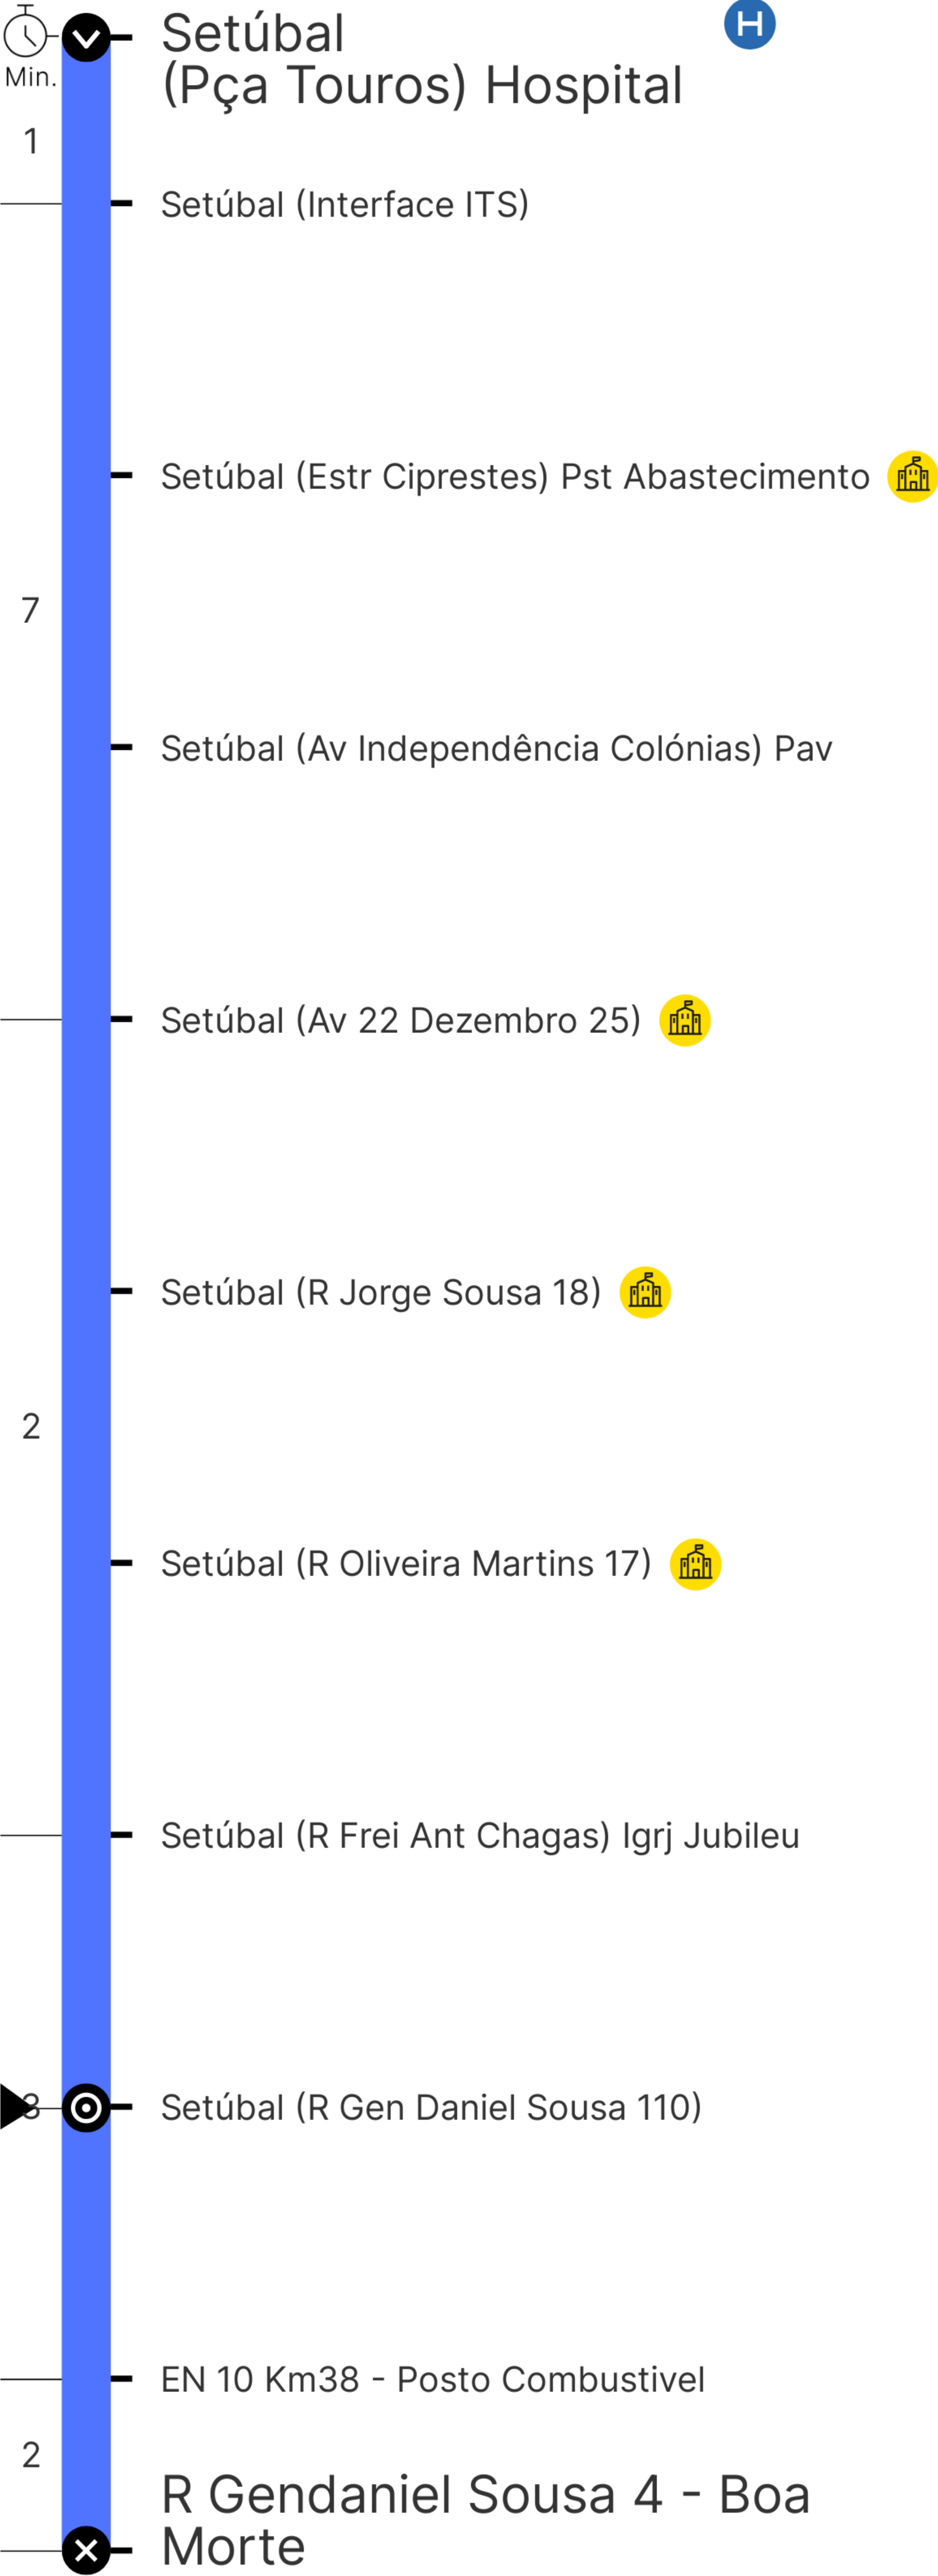 Setúbal
(Pça Touros) Hospital
H
Min.
1
Setúbal (Interface ITS)
Setúbal (Estr Ciprestes) Pst Abastecimento
7
Setúbal (Av Independência Colónias) Pav
Setúbal (Av 22 Dezembro 25)
Setúbal (R Jorge Sousa 18)
2
Setúbal (R Oliveira Martins 17)
Setúbal (R Frei Ant Chagas) Igrj Jubileu
3
Setúbal (R Gen Daniel Sousa 110)
EN 10 Km38 - Posto Combustivel
2
R Gendaniel Sousa 4 - Boa
Morte